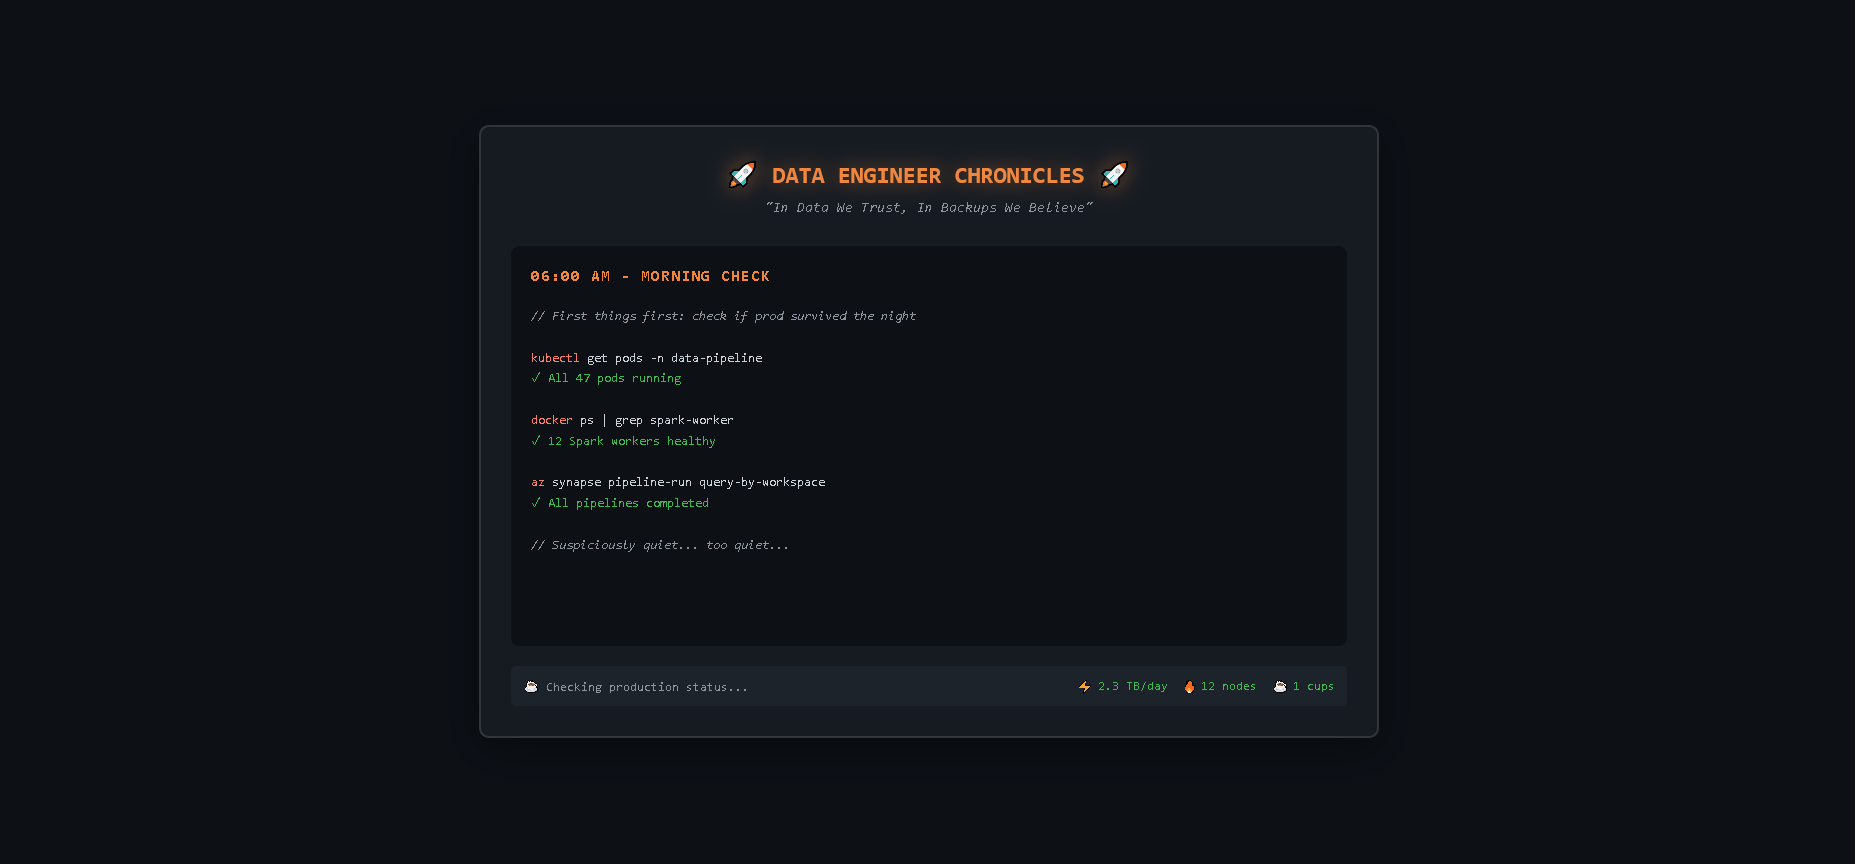 🚀 DATA ENGINEER CHRONICLES 🚀
"In Data We Trust, In Backups We Believe"
06:00 AM - MORNING CHECK
// First things first: check if prod survived the night
kubectl get pods -n data-pipeline
✓ All 47 pods running
docker ps | grep spark-worker
✓ 12 Spark workers healthy
az synapse pipeline-run query-by-workspace
✓ All pipelines completed
// Suspiciously quiet... too quiet...
☕ Checking production status... ⚡ 2.3 TB/day 🔥 12 nodes ☕ 1 cups